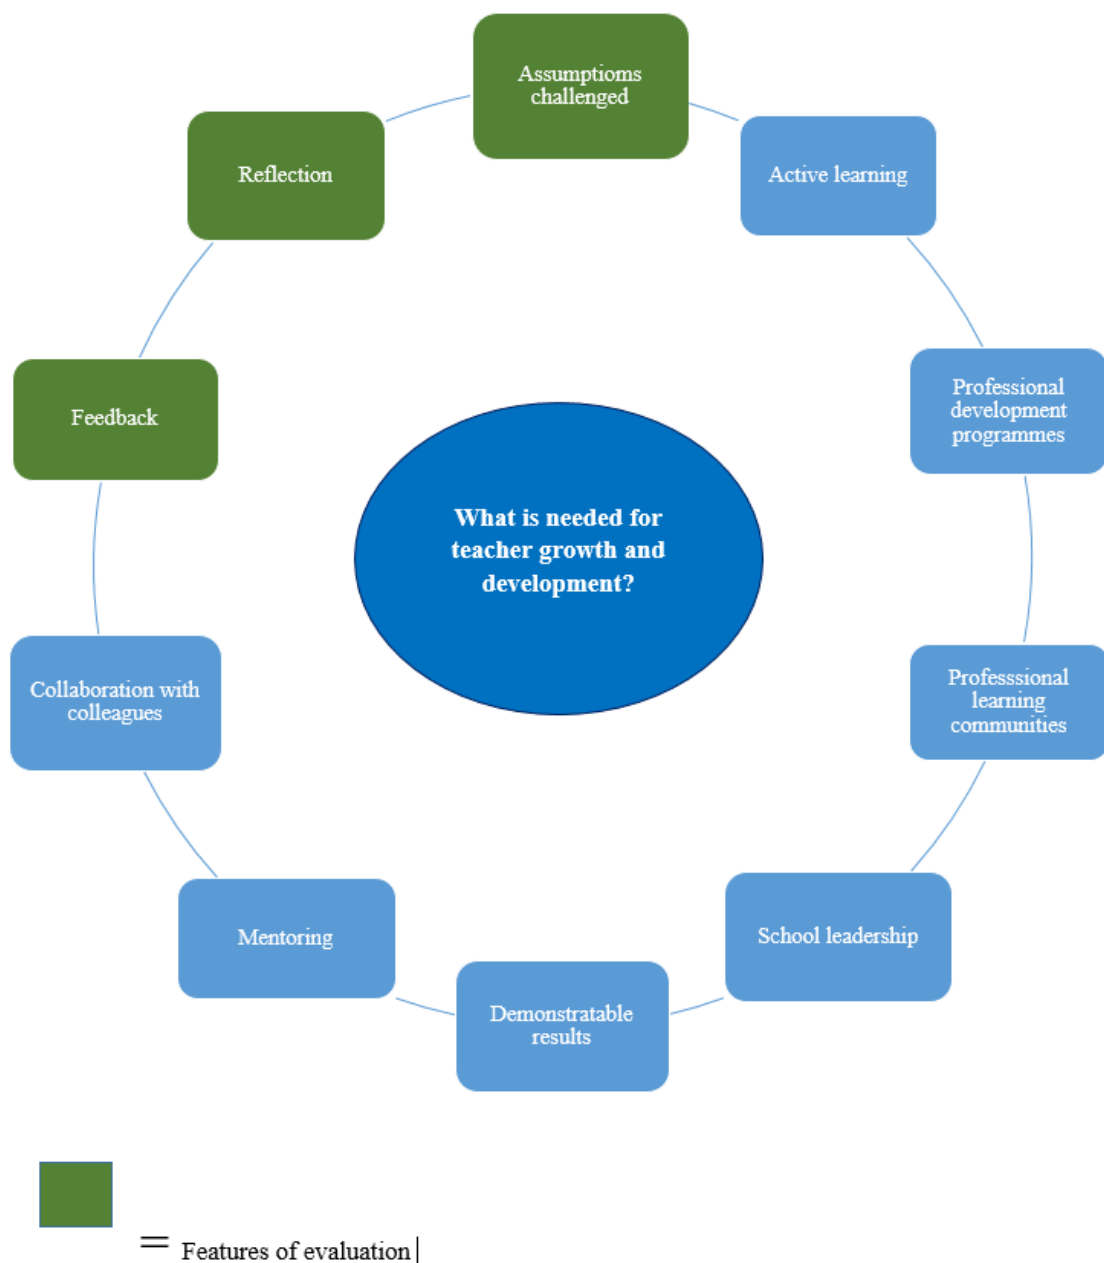 Assumptioms
challenged
Active learning
Professional
development
programmes
Professsional
learning
communities
School leadership
Demonstratable
results
Mentoring
Collaboration with
colleagues
Feedback
Reflection
What is needed for
teacher growth and
development?
= Features of evaluation